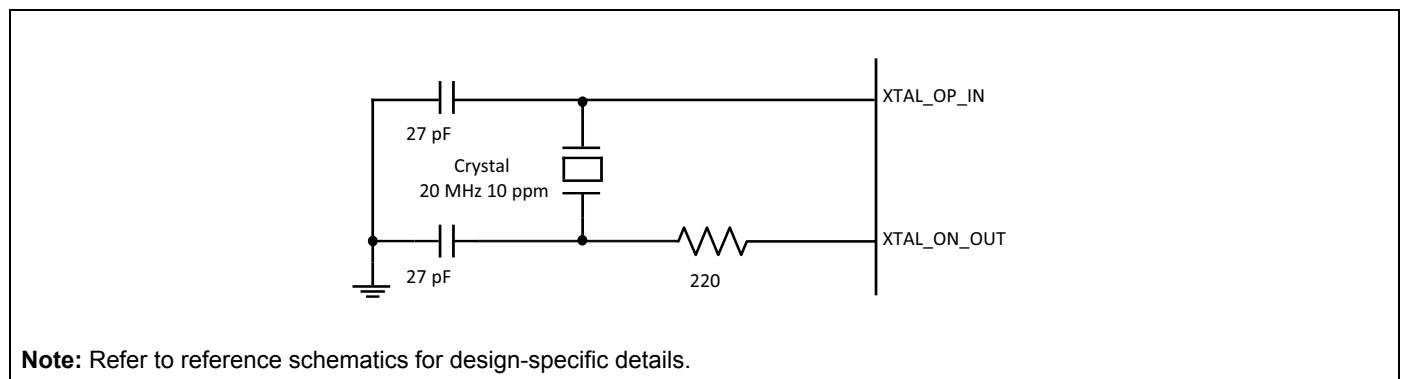 XTAL_OP_IN
27 pF
Crystal
20 MHz 10 ppm
XTAL_ON_OUT
27 pF
220
Note: Refer to reference schematics for design-specific details.